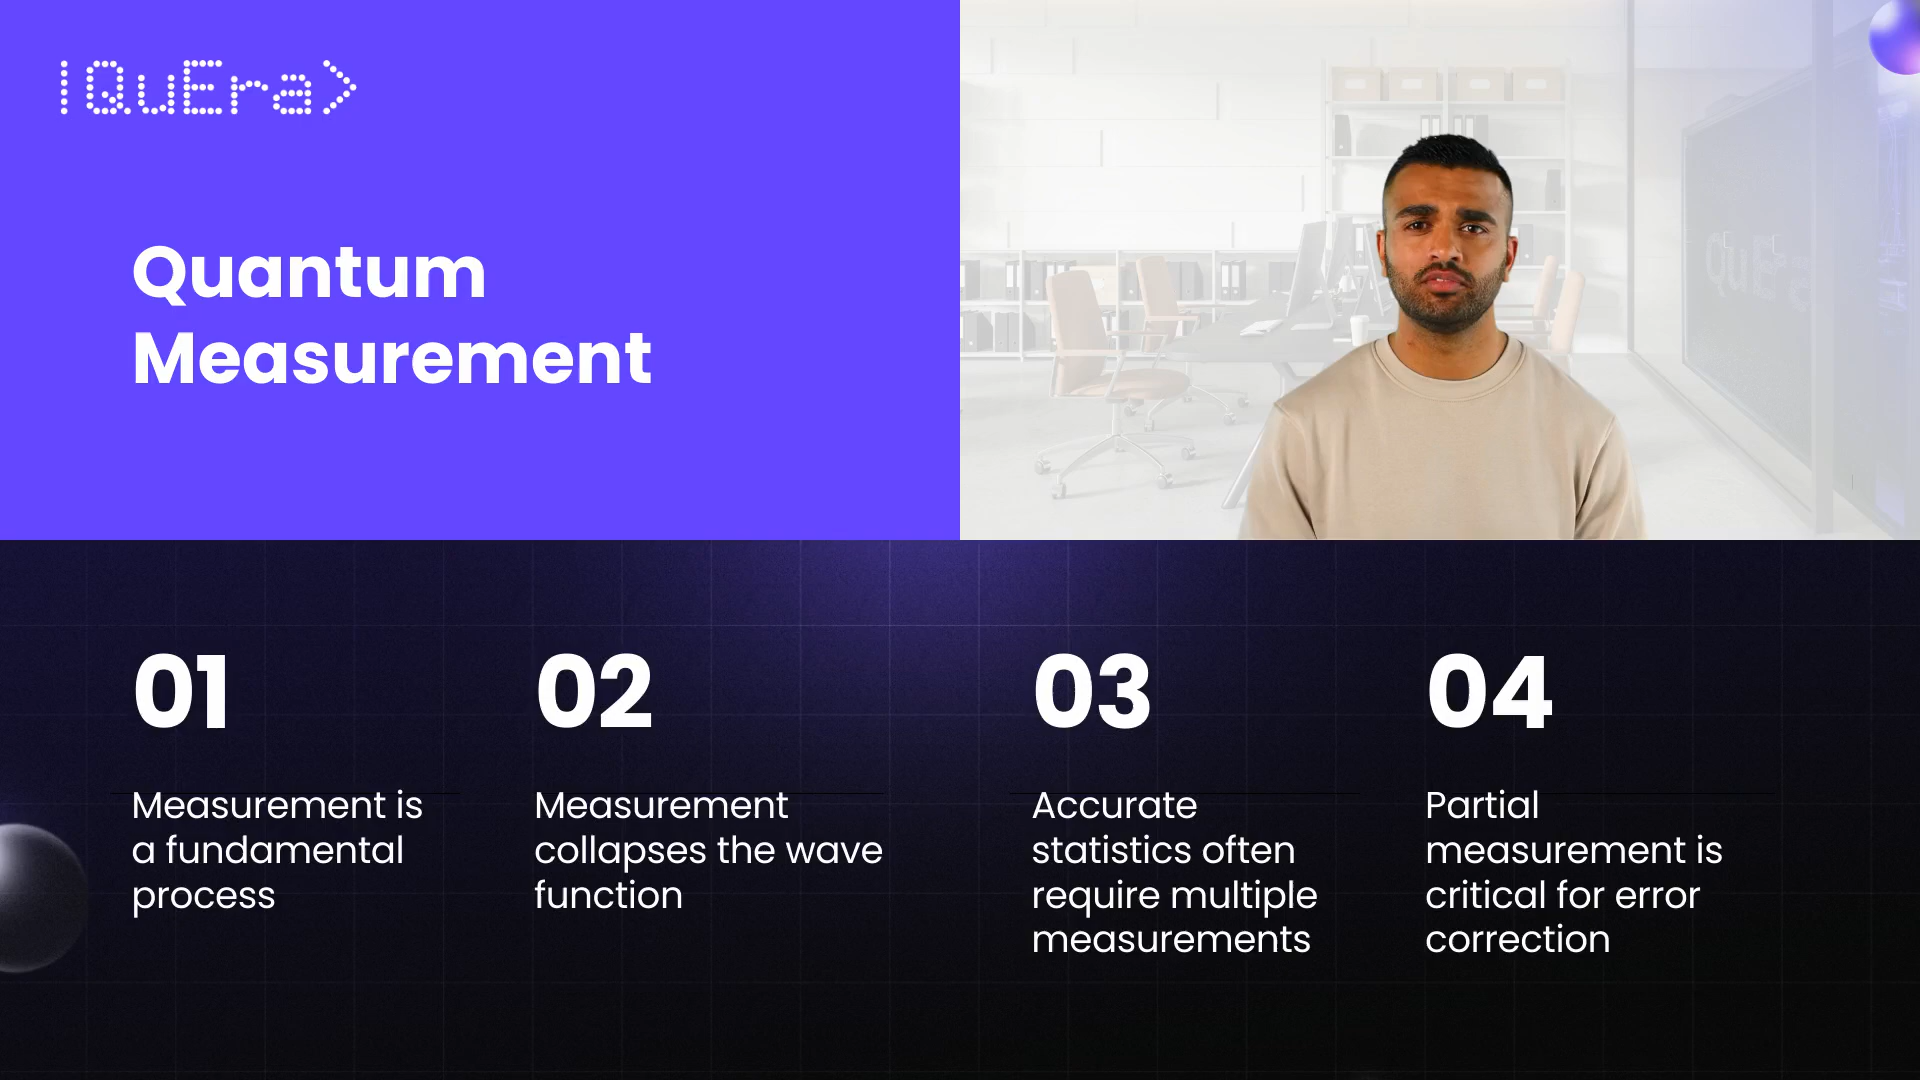 |QuEra>
Quantum
Measurement
01
Measurement is
a fundamental
process
02
Measurement
collapses the wave
function
03
Accurate
statistics often
require multiple
measurements
04
Partial
measurement is
critical for error
correction
QuEra